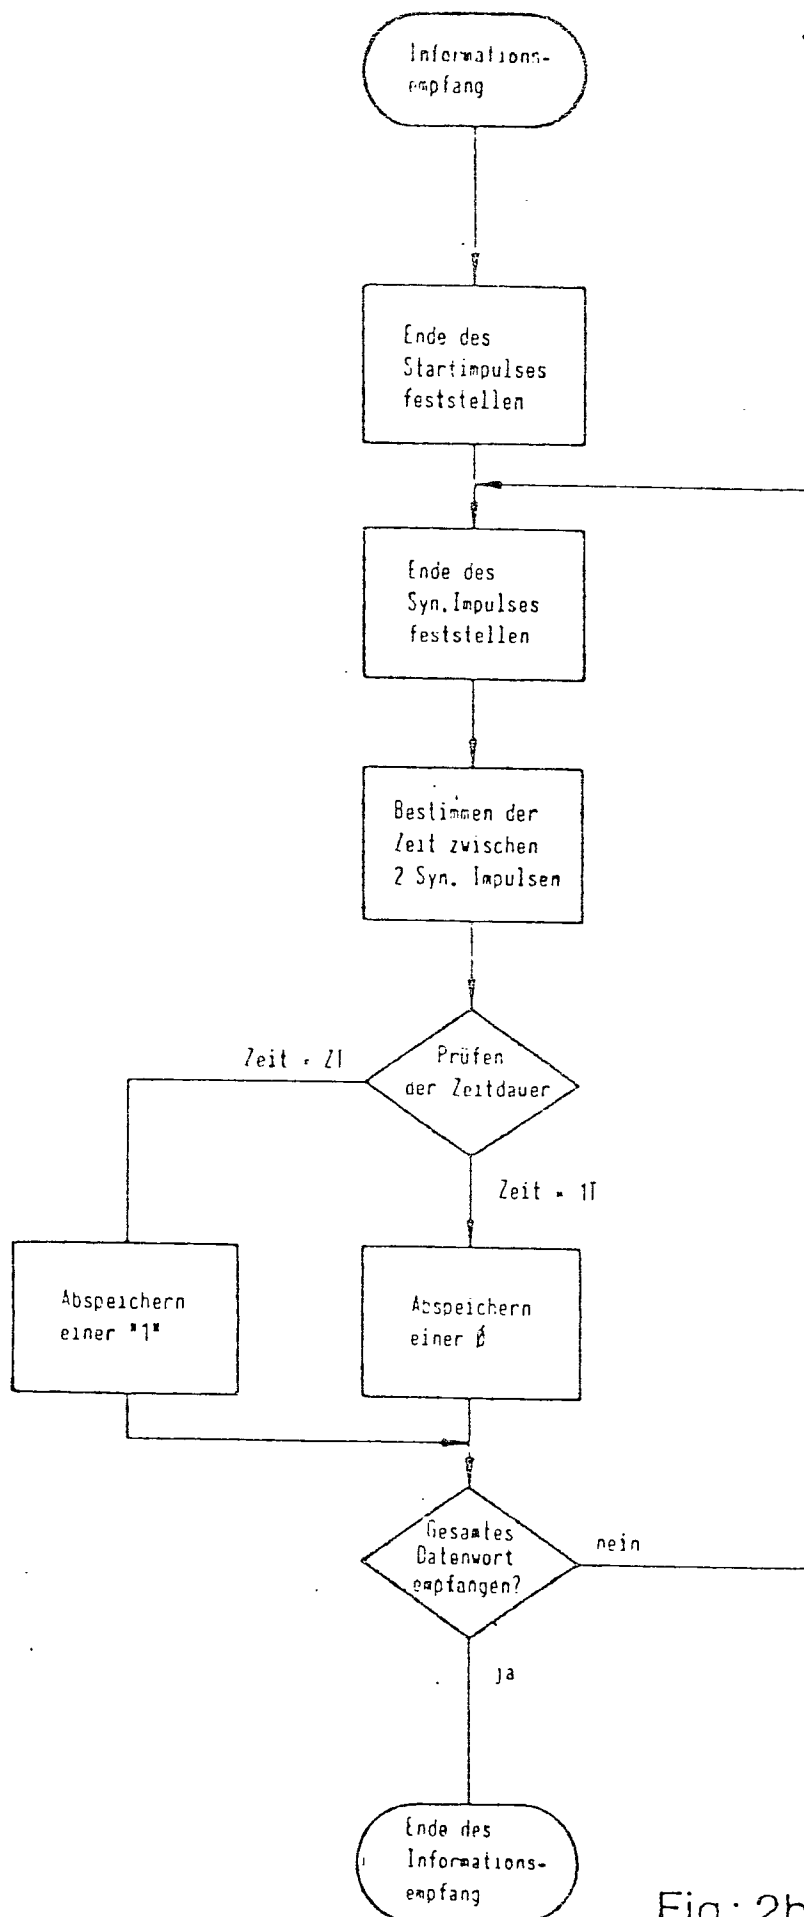 Informations-
empfang
Ende des
Startimpulses
feststellen
Ende des
Syn.Impulses
feststellen
Bestimmen der
Zeit zwischen
2 Syn. Impulsen
Prüfen
der Zeitdauer
Zeit = 2T
Zeit = 1T
Abspeichern
einer "1"
Abspeichern
einer 0
Gesamtes
Datenwort
empfangen?
nein
ja
Ende des
Informations-
empfang
Fig.: 2b